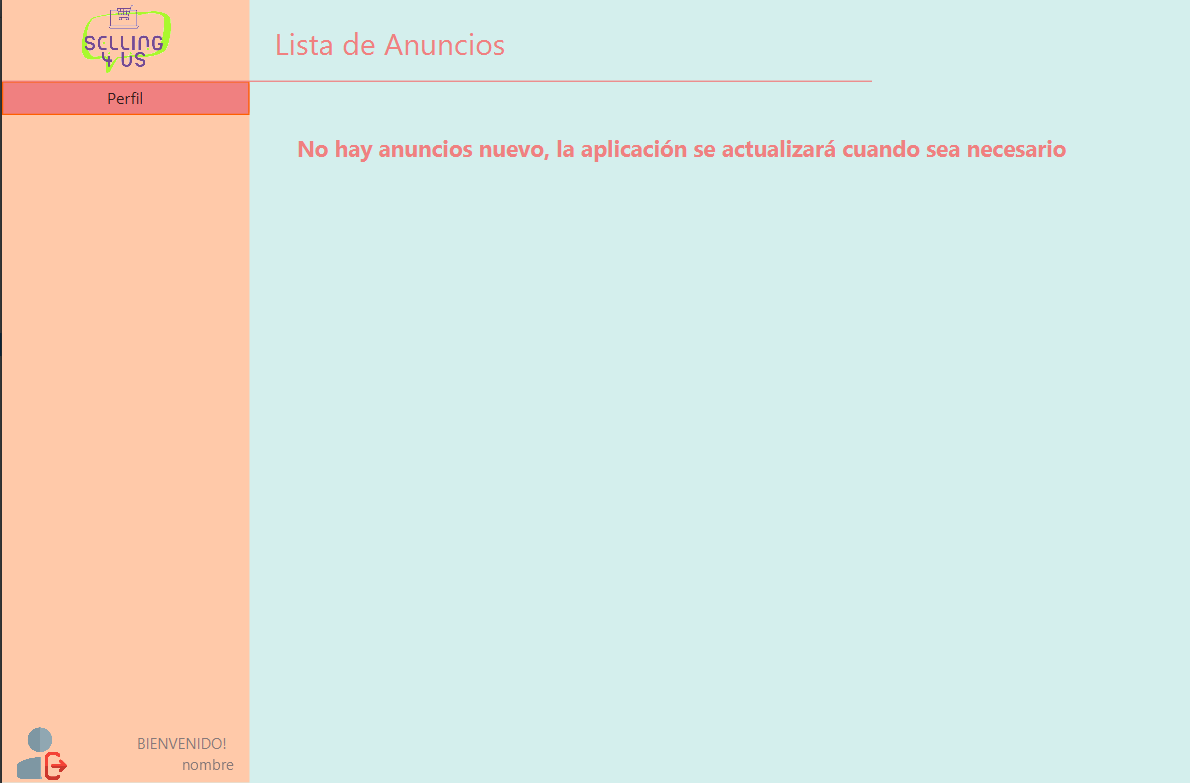 SELLING
4 US
Lista de Anuncios
Perfil
No hay anuncios nuevo, la aplicación se actualizará cuando sea necesario
BIENVENIDO!
nombre